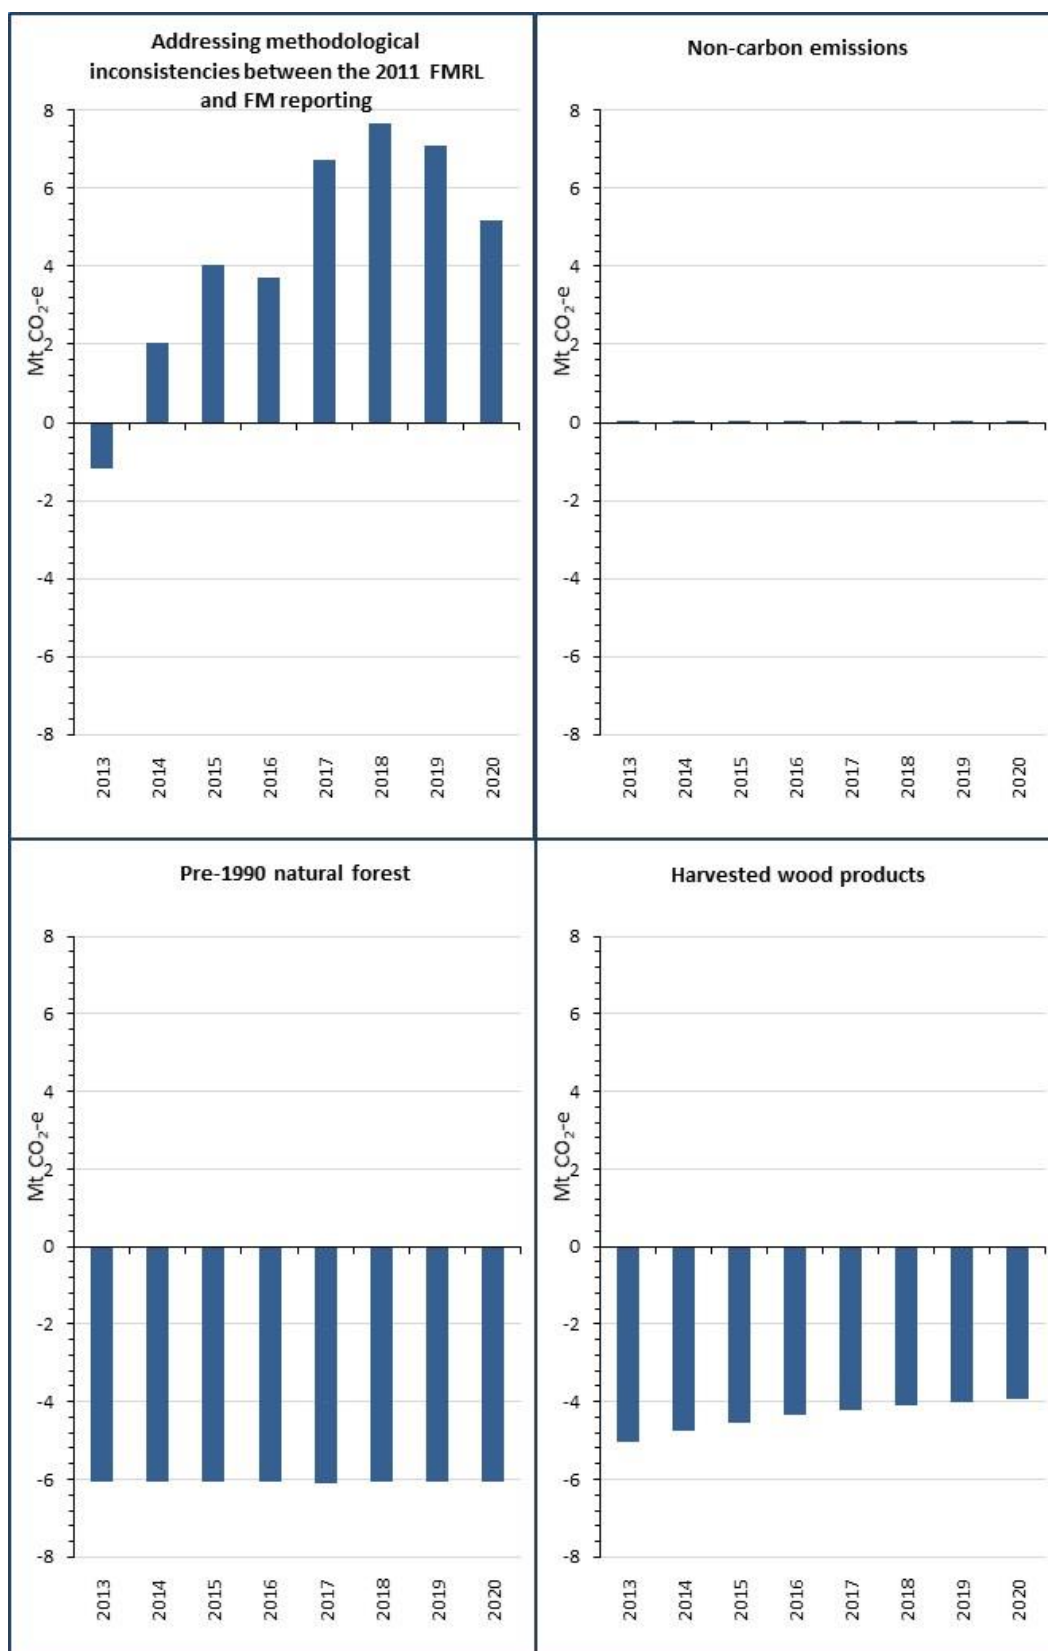 Addressing methodological
inconsistencies between the 2011 FMRL
and FM reporting
8
6
4
2
0
-2
-4
-6
-8
Mt CO₂-e
2013 2014 2015 2016 2017 2018 2019 2020
Non-carbon emissions
8
6
4
2
0
-2
-4
-6
-8
Mt CO₂-e
2013 2014 2015 2016 2017 2018 2019 2020
Pre-1990 natural forest
8
6
4
2
0
-2
-4
-6
-8
Mt CO₂-e
2013 2014 2015 2016 2017 2018 2019 2020
Harvested wood products
8
6
4
2
0
-2
-4
-6
-8
Mt CO₂-e
2013 2014 2015 2016 2017 2018 2019 2020